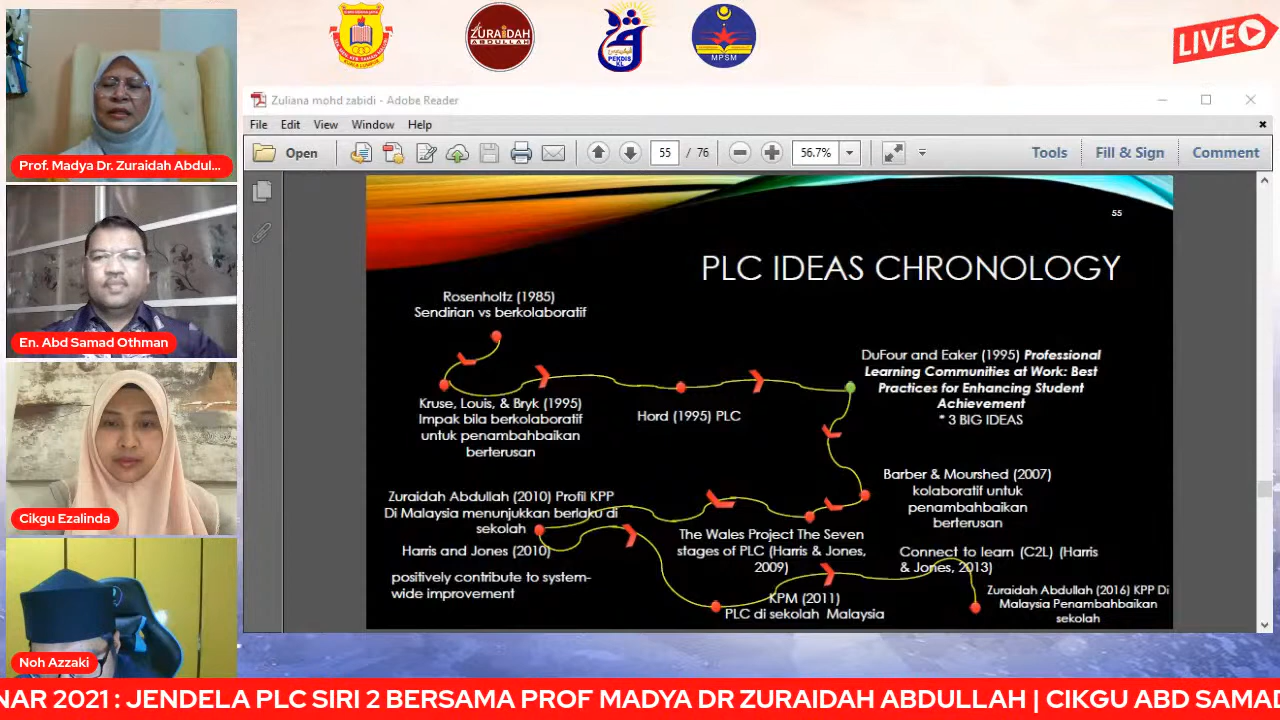 ZURAIDAH
ABDULLAH
PEKDIS
KL
MPSM
LIVE
Prof. Madya Dr. Zuraidah Abdul...
En. Abd Samad Othman
Cikgu Ezalinda
Noh Azzaki
Zuliana mohd zabidi - Adobe Reader
File Edit View Window Help
Open 55 / 76 56.7% Tools Fill & Sign Comment
55
PLC IDEAS CHRONOLOGY
Rosenholtz (1985)
Sendirian vs berkolaboratif
Kruse, Louis, & Bryk (1995)
Impak bila berkolaboratif
untuk penambahbaikan
berterusan
Hord (1995) PLC
DuFour and Eaker (1995) Professional
Learning Communities at Work: Best
Practices for Enhancing Student
Achievement
* 3 BIG IDEAS
Barber & Mourshed (2007)
kolaboratif untuk
penambahbaikan
berterusan
The Wales Project The Seven
stages of PLC (Harris & Jones,
2009)
Zuraidah Abdullah (2010) Profil KPP
Di Malaysia menunjukkan berlaku di
sekolah
Harris and Jones (2010)
positively contribute to system-
wide improvement
KPM (2011)
PLC di sekolah Malaysia
Connect to learn (C2L) (Harris
& Jones, 2013)
Zuraidah Abdullah (2016) KPP Di
Malaysia Penambahbaikan
sekolah
NAR 2021 : JENDELA PLC SIRI 2 BERSAMA PROF MADYA DR ZURAIDAH ABDULLAH | CIKGU ABD SAMAD